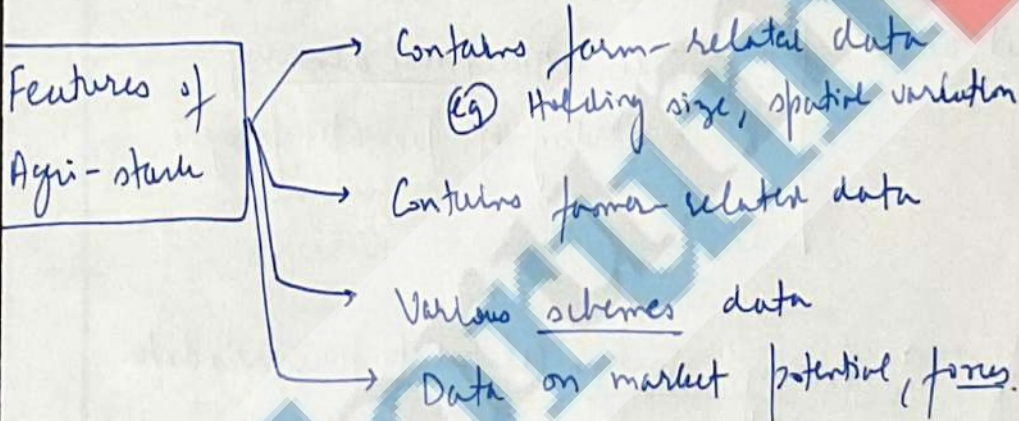 Features of
Agri-stack
Contains farm-related data
eg Holding size, spatial variation
Contains farmer related data
Various schemes data
Data on market potential, forces.